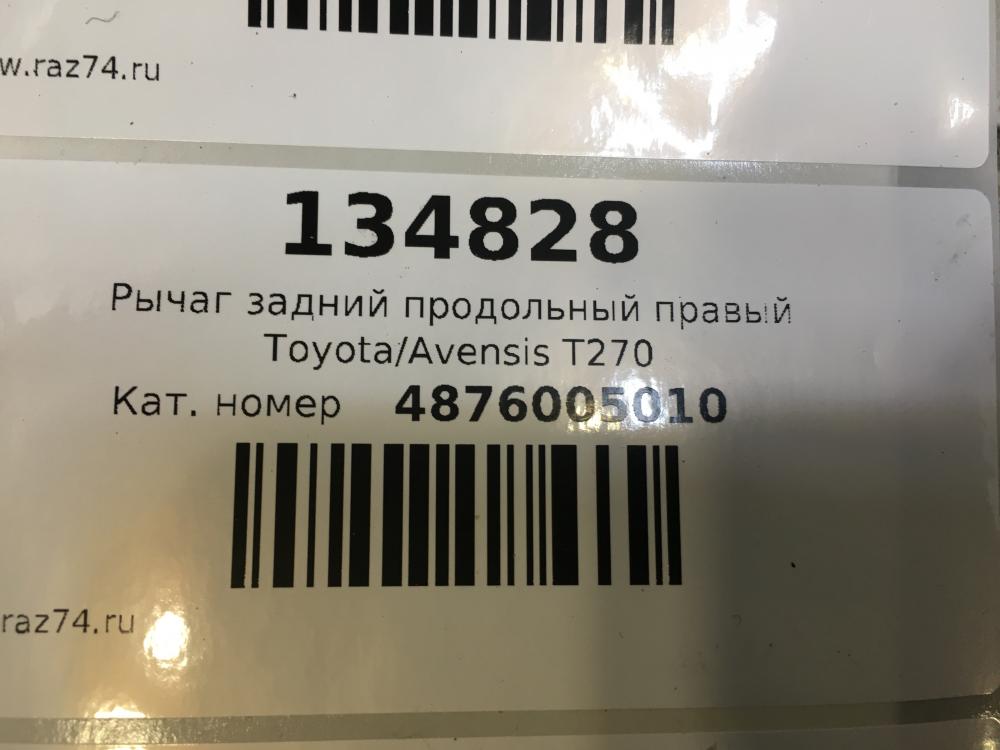 w.raz74.ru
134828
Рычаг задний продольный правый
Toyota/Avensis T270
Кат. номер 4876005010
raz74.ru